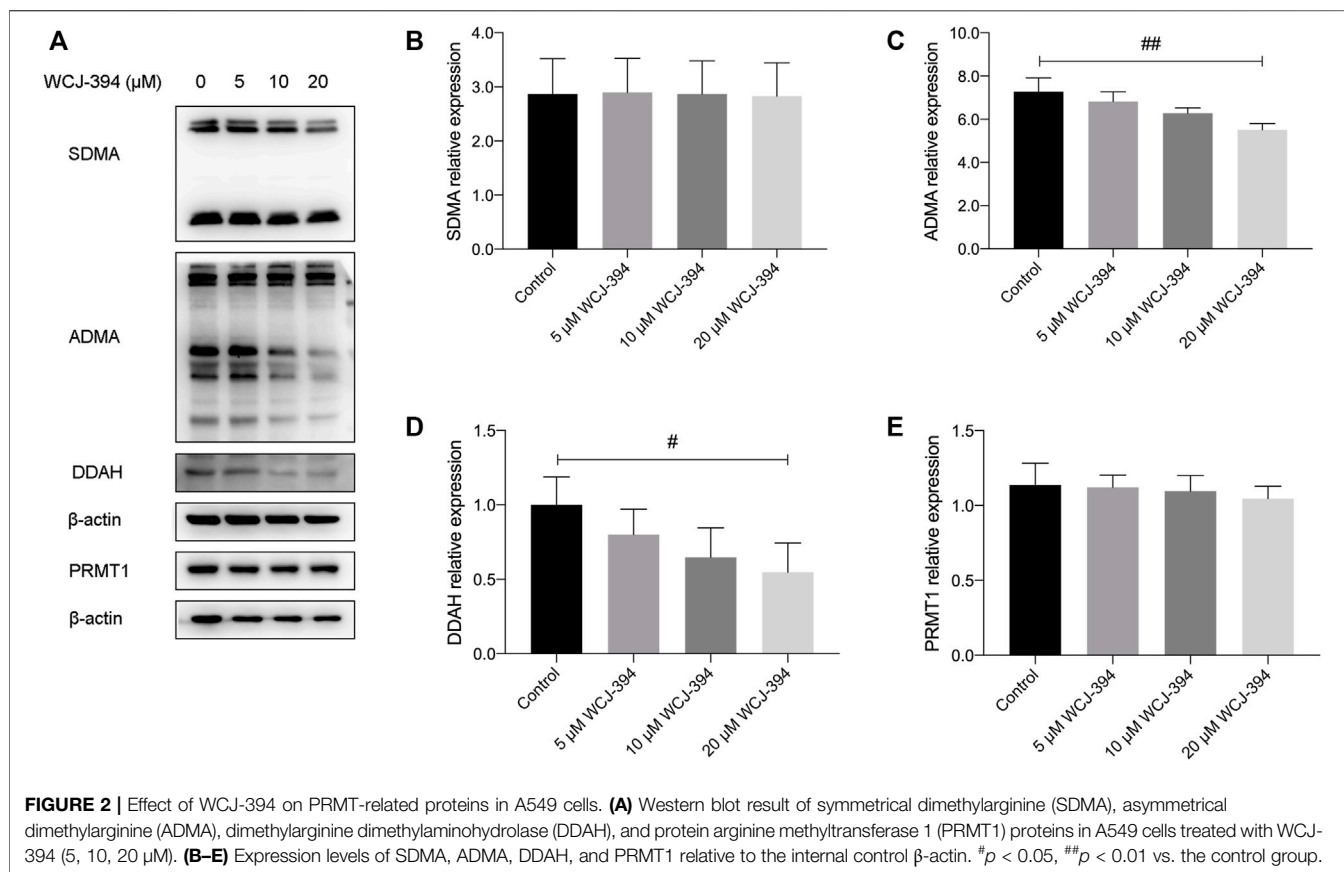 A
WCJ-394 (μM) 0 5 10 20
SDMA
ADMA
DDAH
β-actin
PRMT1
β-actin
B
SDMA relative expression
4.0
3.0
2.0
1.0
0.0
Control
5 μM WCJ-394
10 μM WCJ-394
20 μM WCJ-394
C
ADMA relative expression
10.0
8.0
6.0
4.0
2.0
0.0
##
Control
5 μM WCJ-394
10 μM WCJ-394
20 μM WCJ-394
D
DDAH relative expression
1.5
1.0
0.5
0.0
#
Control
5 μM WCJ-394
10 μM WCJ-394
20 μM WCJ-394
E
PRMT1 relative expression
1.5
1.0
0.5
0.0
Control
5 μM WCJ-394
10 μM WCJ-394
20 μM WCJ-394
FIGURE 2 | Effect of WCJ-394 on PRMT-related proteins in A549 cells. (A) Western blot result of symmetrical dimethylarginine (SDMA), asymmetrical
dimethylarginine (ADMA), dimethylarginine dimethylaminohydrolase (DDAH), and protein arginine methyltransferase 1 (PRMT1) proteins in A549 cells treated with WCJ-
394 (5, 10, 20 μM). (B–E) Expression levels of SDMA, ADMA, DDAH, and PRMT1 relative to the internal control β-actin. #p < 0.05, ##p < 0.01 vs. the control group.